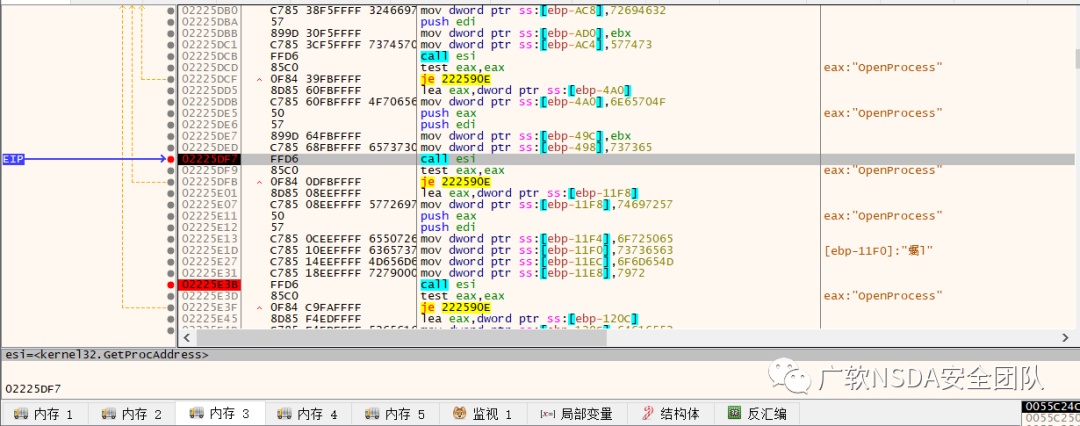 02225DB0 C785 38F5FFFF 3246697 mov dword ptr ss:[ebp-AC8],72694632
02225DBA 57 push edi
02225DBB 899D 30F5FFFF mov dword ptr ss:[ebp-AD0],ebx
02225DC1 C785 3CF5FFFF 7374570 mov dword ptr ss:[ebp-AC4],577473
02225DCB FFD6 call esi
02225DCD 85C0 test eax,eax eax:"OpenProcess"
02225DCF 0F84 39FBFFFF je 222590E
02225DD5 8D85 60FBFFFF lea eax,dword ptr ss:[ebp-4A0]
02225DDB C785 60FBFFFF 4F70656 mov dword ptr ss:[ebp-4A0],6E65704F
02225DE5 50 push eax eax:"OpenProcess"
02225DE6 57 push edi
02225DE7 899D 64FBFFFF mov dword ptr ss:[ebp-49C],ebx
02225DED C785 68FBFFFF 6573730 mov dword ptr ss:[ebp-498],737365
EIP 02225DF7 FFD6 call esi
02225DF9 85C0 test eax,eax eax:"OpenProcess"
02225DFB 0F84 0DFBFFFF je 222590E
02225E01 8D85 08EEFFFF lea eax,dword ptr ss:[ebp-11F8]
02225E07 C785 08EEFFFF 5772697 mov dword ptr ss:[ebp-11F8],74697257
02225E11 50 push eax eax:"OpenProcess"
02225E12 57 push edi
02225E13 C785 0CEEFFFF 6550726 mov dword ptr ss:[ebp-11F4],6F725065
02225E1D C785 10EEFFFF 6365737 mov dword ptr ss:[ebp-11F0],73736563
02225E27 C785 14EEFFFF 4D656D6 mov dword ptr ss:[ebp-11EC],6F6D654D
02225E31 C785 18EEFFFF 7279000 mov dword ptr ss:[ebp-11E8],7972
02225E3B FFD6 call esi
02225E3D 85C0 test eax,eax eax:"OpenProcess"
02225E3F 0F84 C9FAFFFF je 222590E
02225E45 8D85 F4EDFFFF lea eax,dword ptr ss:[ebp-120C]
esi=<kernel32.GetProcAddress>
02225DF7
广软NSDA安全团队
内存 1 内存 2 内存 3 内存 4 内存 5 监视 1 [x=] 局部变量 结构体 反汇编
0055C24C